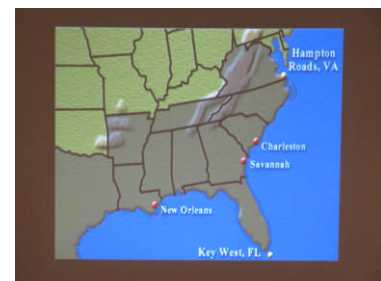 Hampton
Roads, VA
Charleston
Savannah
New Orleans
Key West, FL